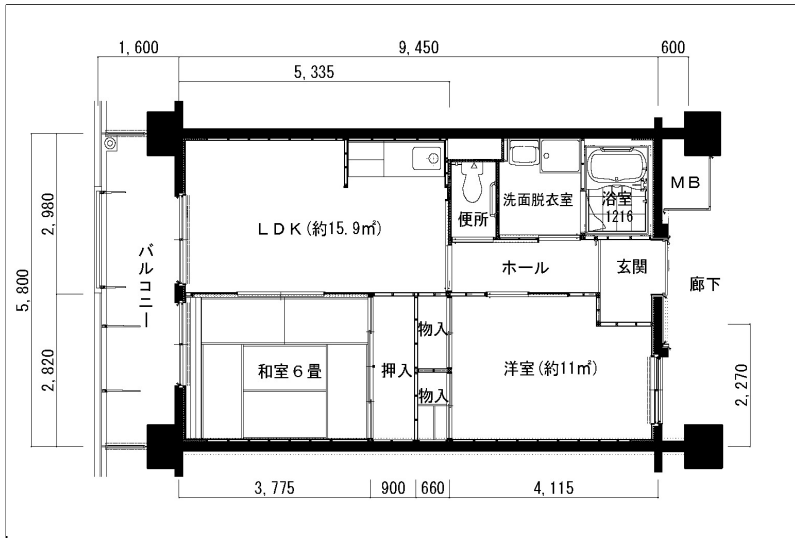 1,600
9,450
600
5,335
5,800
2,980
2,820
バルコニー
LDK(約15.9㎡)
便所
洗面脱衣室
浴室
1216
MB
ホール
玄関
廊下
和室6畳
押入
物入
物入
洋室(約11㎡)
2,270
3,775
900
660
4,115